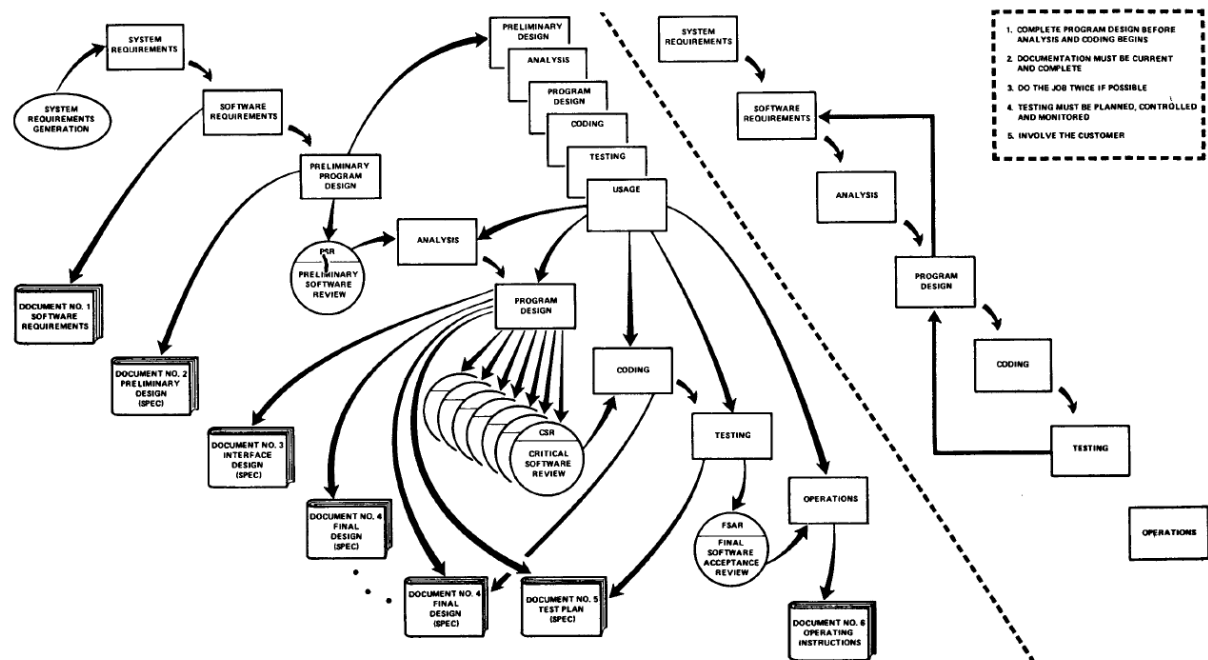 SYSTEM
REQUIREMENTS
SYSTEM
REQUIREMENTS
GENERATION
SOFTWARE
REQUIREMENTS
PRELIMINARY
PROGRAM
DESIGN
PRELIMINARY
DESIGN
ANALYSIS
PROGRAM
DESIGN
CODING
TESTING
USAGE
PSR
PRELIMINARY
SOFTWARE
REVIEW
ANALYSIS
PROGRAM
DESIGN
DOCUMENT NO. 1
SOFTWARE
REQUIREMENTS
DOCUMENT NO. 2
PRELIMINARY
DESIGN
(SPEC)
DOCUMENT NO. 3
INTERFACE
DESIGN
(SPEC)
DOCUMENT NO. 4
FINAL
DESIGN
(SPEC)
DOCUMENT NO. 4
FINAL
DESIGN
(SPEC)
DOCUMENT NO. 5
TEST PLAN
(SPEC)
CSR
CRITICAL
SOFTWARE
REVIEW
CODING
TESTING
FSAR
FINAL
SOFTWARE
ACCEPTANCE
REVIEW
OPERATIONS
DOCUMENT NO. 6
OPERATING
INSTRUCTIONS
SYSTEM
REQUIREMENTS
SOFTWARE
REQUIREMENTS
ANALYSIS
PROGRAM
DESIGN
CODING
TESTING
OPERATIONS
1. COMPLETE PROGRAM DESIGN BEFORE
ANALYSIS AND CODING BEGINS
2. DOCUMENTATION MUST BE CURRENT
AND COMPLETE
3. DO THE JOB TWICE IF POSSIBLE
4. TESTING MUST BE PLANNED, CONTROLLED
AND MONITORED
5. INVOLVE THE CUSTOMER